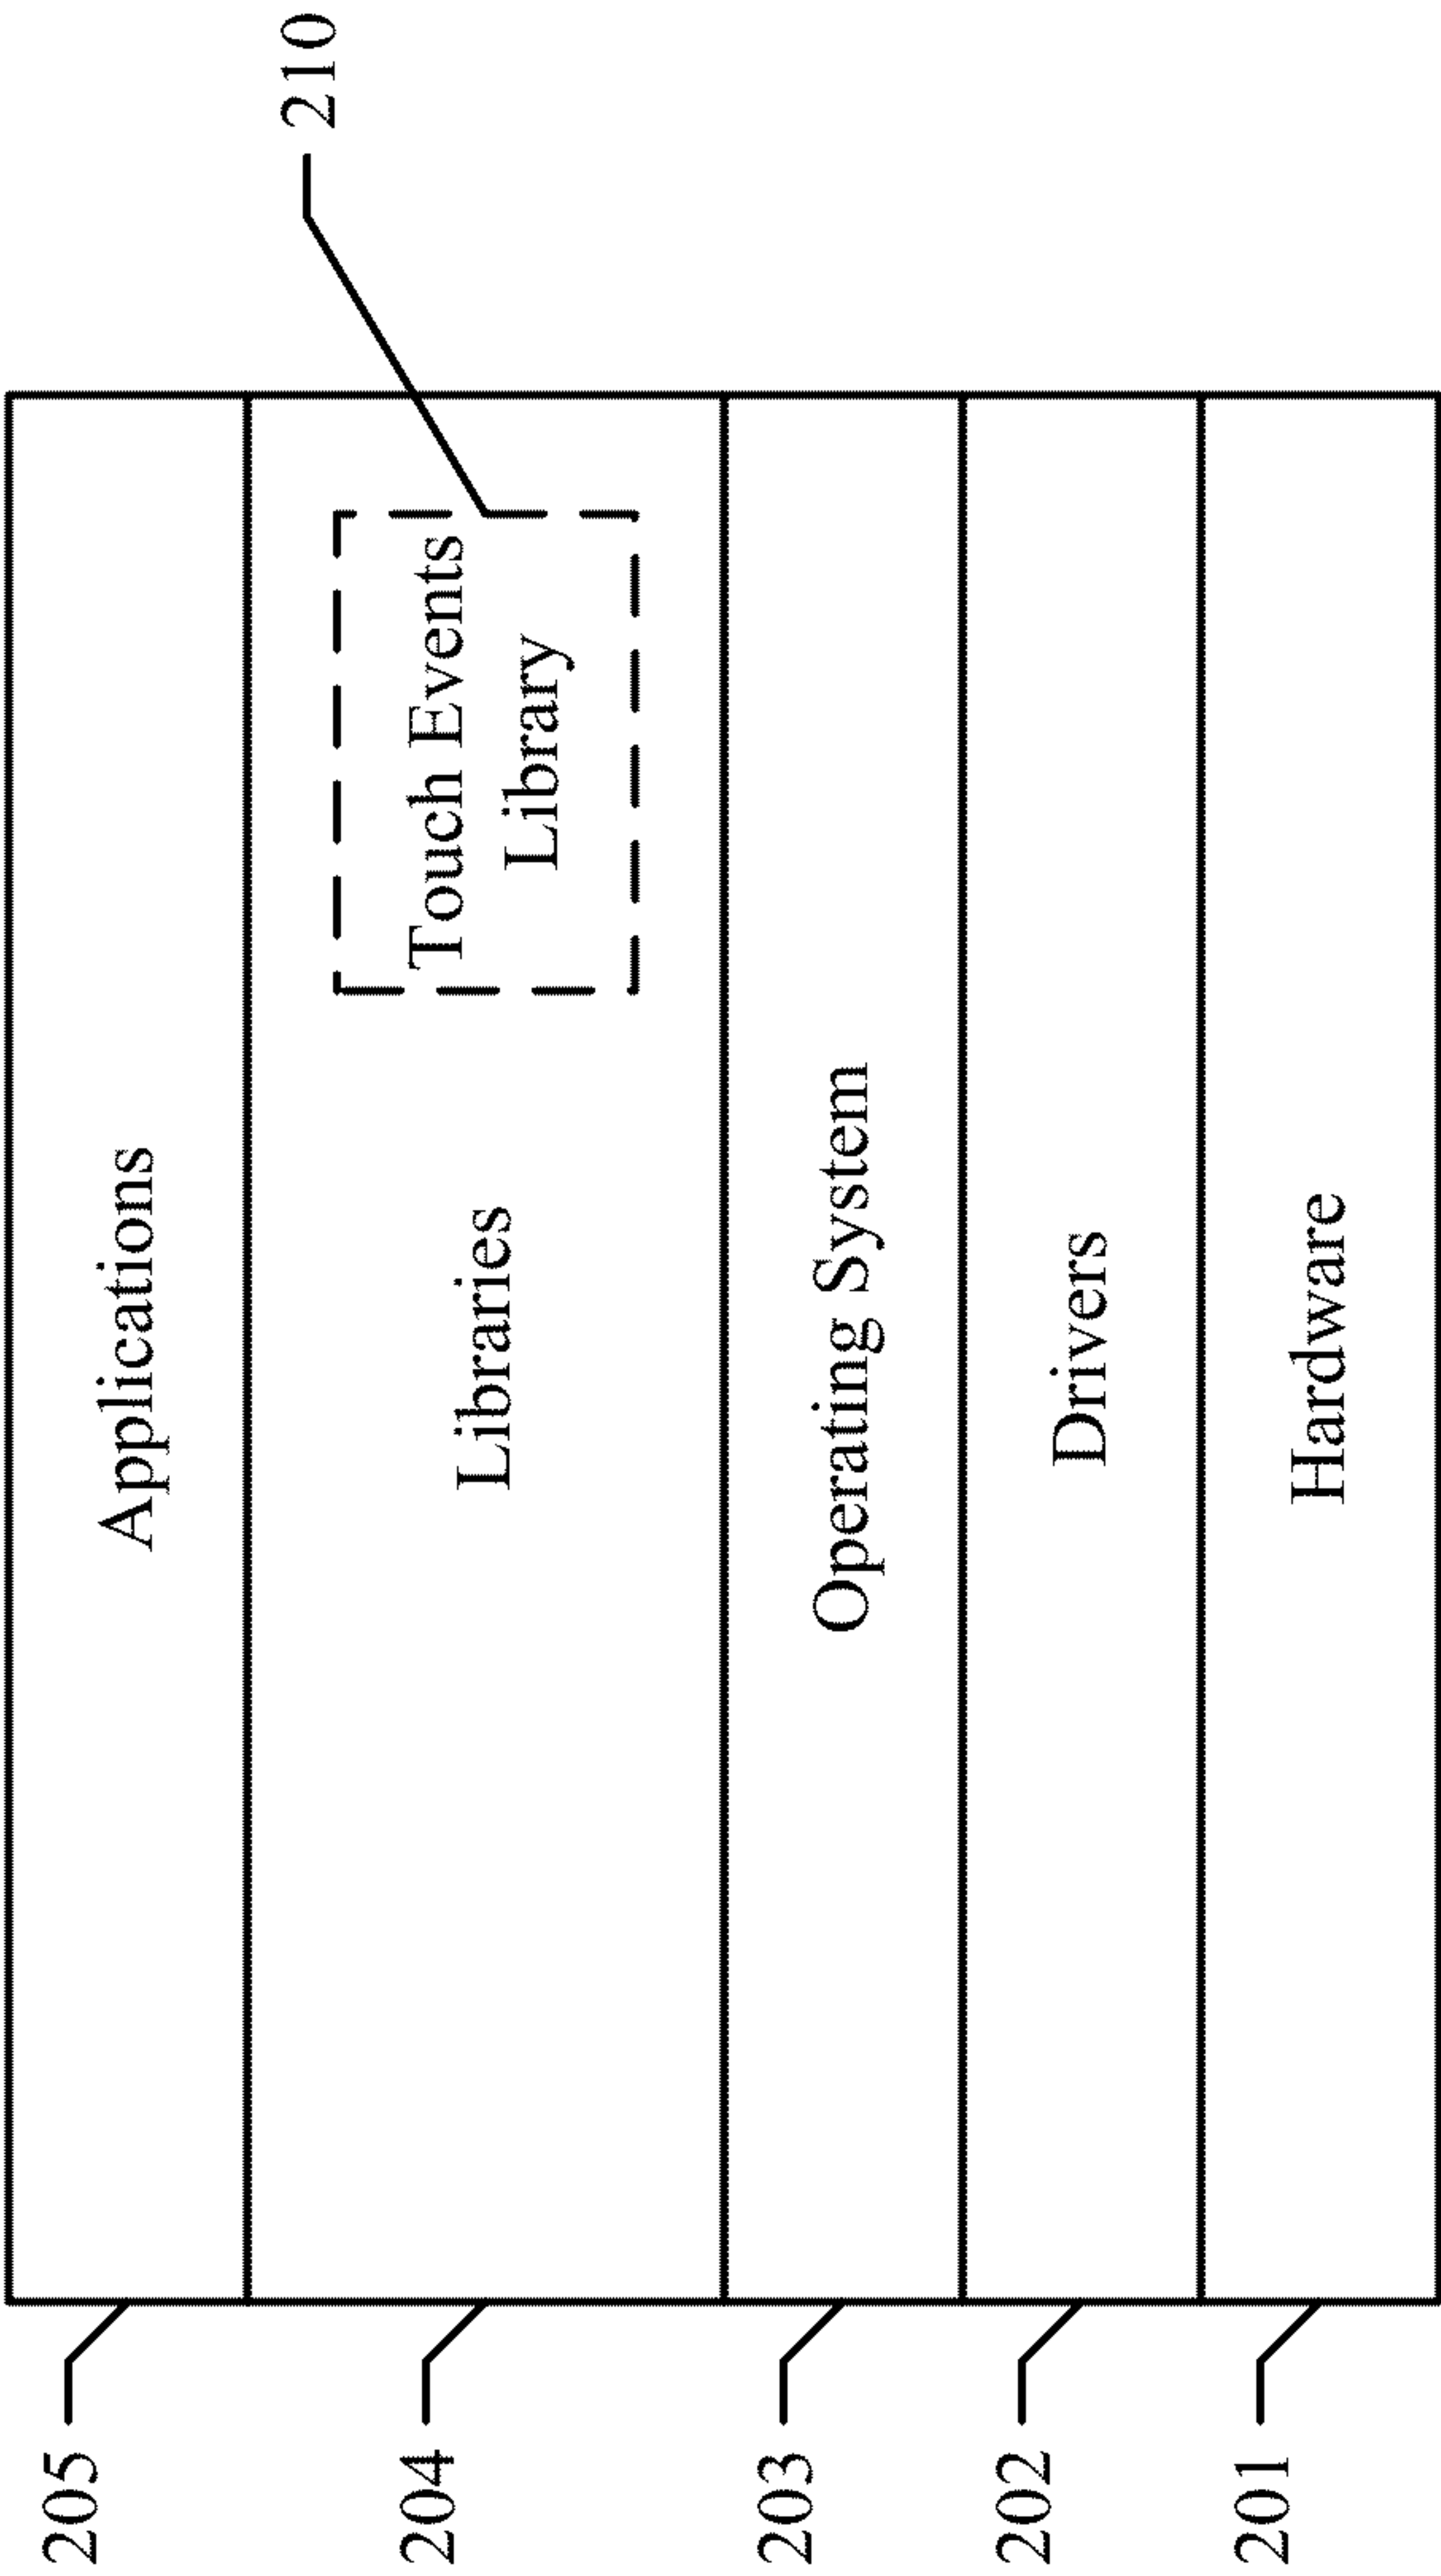 210
205
Applications
204
Libraries
Touch Events
Library
203
Operating System
202
Drivers
201
Hardware